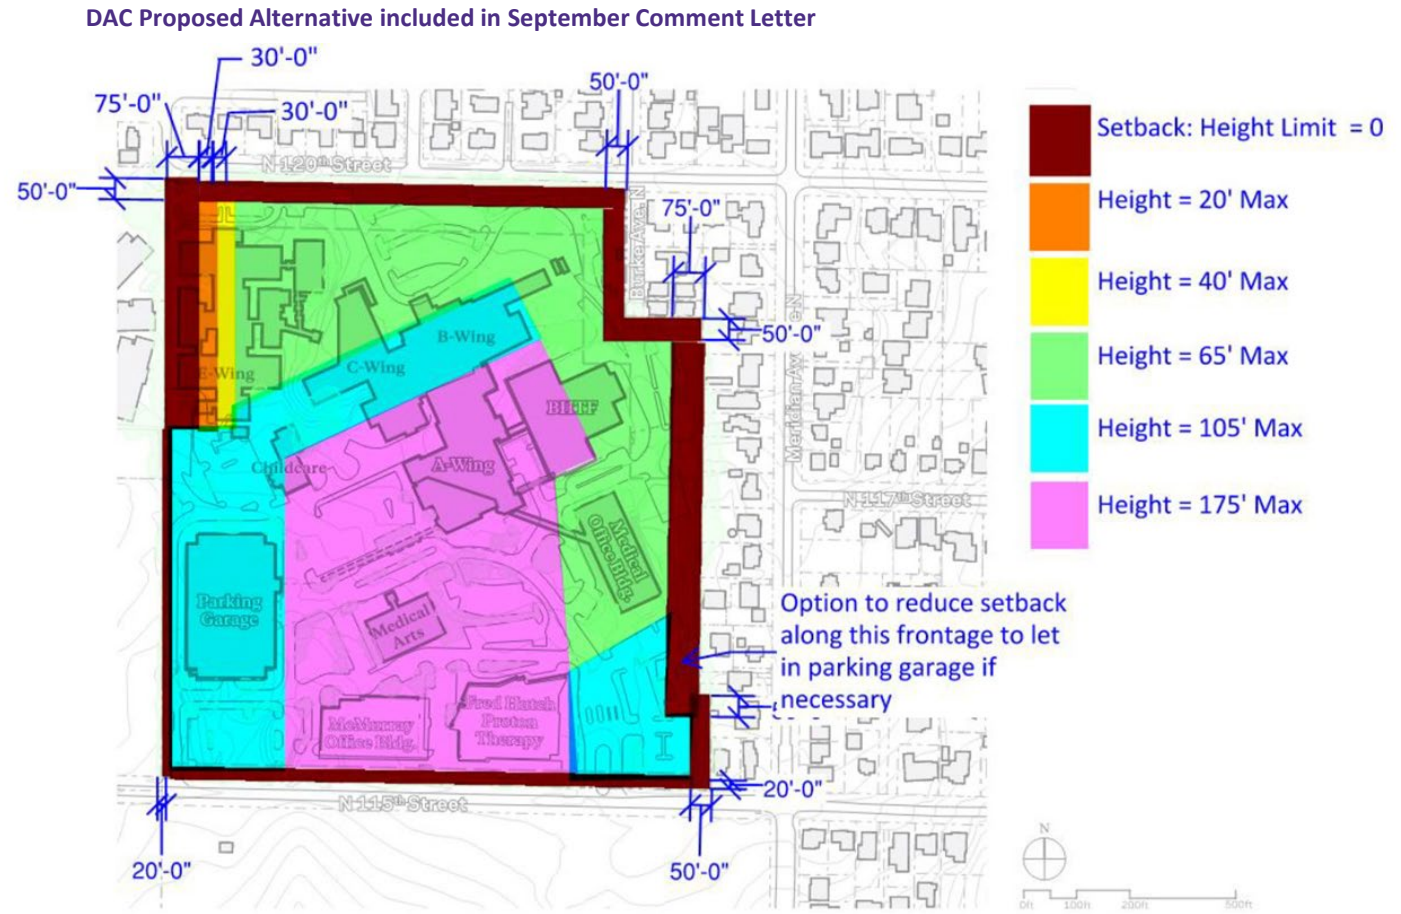 DAC Proposed Alternative included in September Comment Letter
30'-0"
75'-0"
30'-0"
50'-0"
N 120th Street
50'-0"
Burke Ave. N
75'-0"
50'-0"
Meridian Ave N
B-Wing
C-Wing
E-Wing
BHTF
Childcare
A-Wing
N 117th Street
Medical
Office Bldg.
Parking
Garage
Medical
Arts
McMurray
Office Bldg.
Fred Hutch
Proton
Therapy
Option to reduce setback
along this frontage to let
in parking garage if
necessary
20'-0"
N 115th Street
20'-0"
50'-0"
Setback: Height Limit = 0
Height = 20' Max
Height = 40' Max
Height = 65' Max
Height = 105' Max
Height = 175' Max
N
0ft 100ft 200ft 500ft